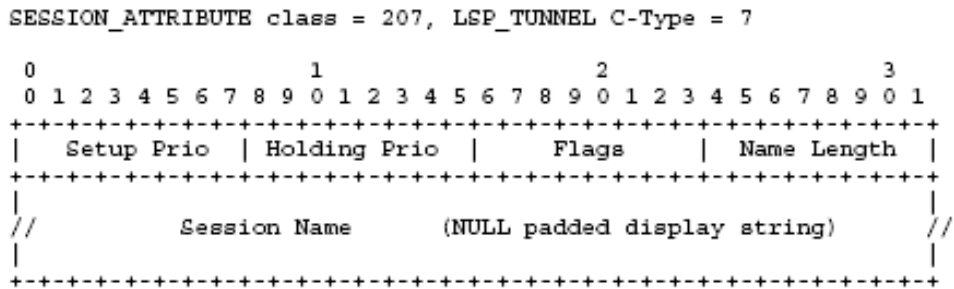 SESSION_ATTRIBUTE class = 207, LSP_TUNNEL C-Type = 7
 0                   1                   2                   3
 0 1 2 3 4 5 6 7 8 9 0 1 2 3 4 5 6 7 8 9 0 1 2 3 4 5 6 7 8 9 0 1
+-+-+-+-+-+-+-+-+-+-+-+-+-+-+-+-+-+-+-+-+-+-+-+-+-+-+-+-+-+-+-+-+
|   Setup Prio  | Holding Prio  |     Flags     |  Name Length  |
+-+-+-+-+-+-+-+-+-+-+-+-+-+-+-+-+-+-+-+-+-+-+-+-+-+-+-+-+-+-+-+-+
|                                                               |
//          Session Name      (NULL padded display string)      //
|                                                               |
+-+-+-+-+-+-+-+-+-+-+-+-+-+-+-+-+-+-+-+-+-+-+-+-+-+-+-+-+-+-+-+-+